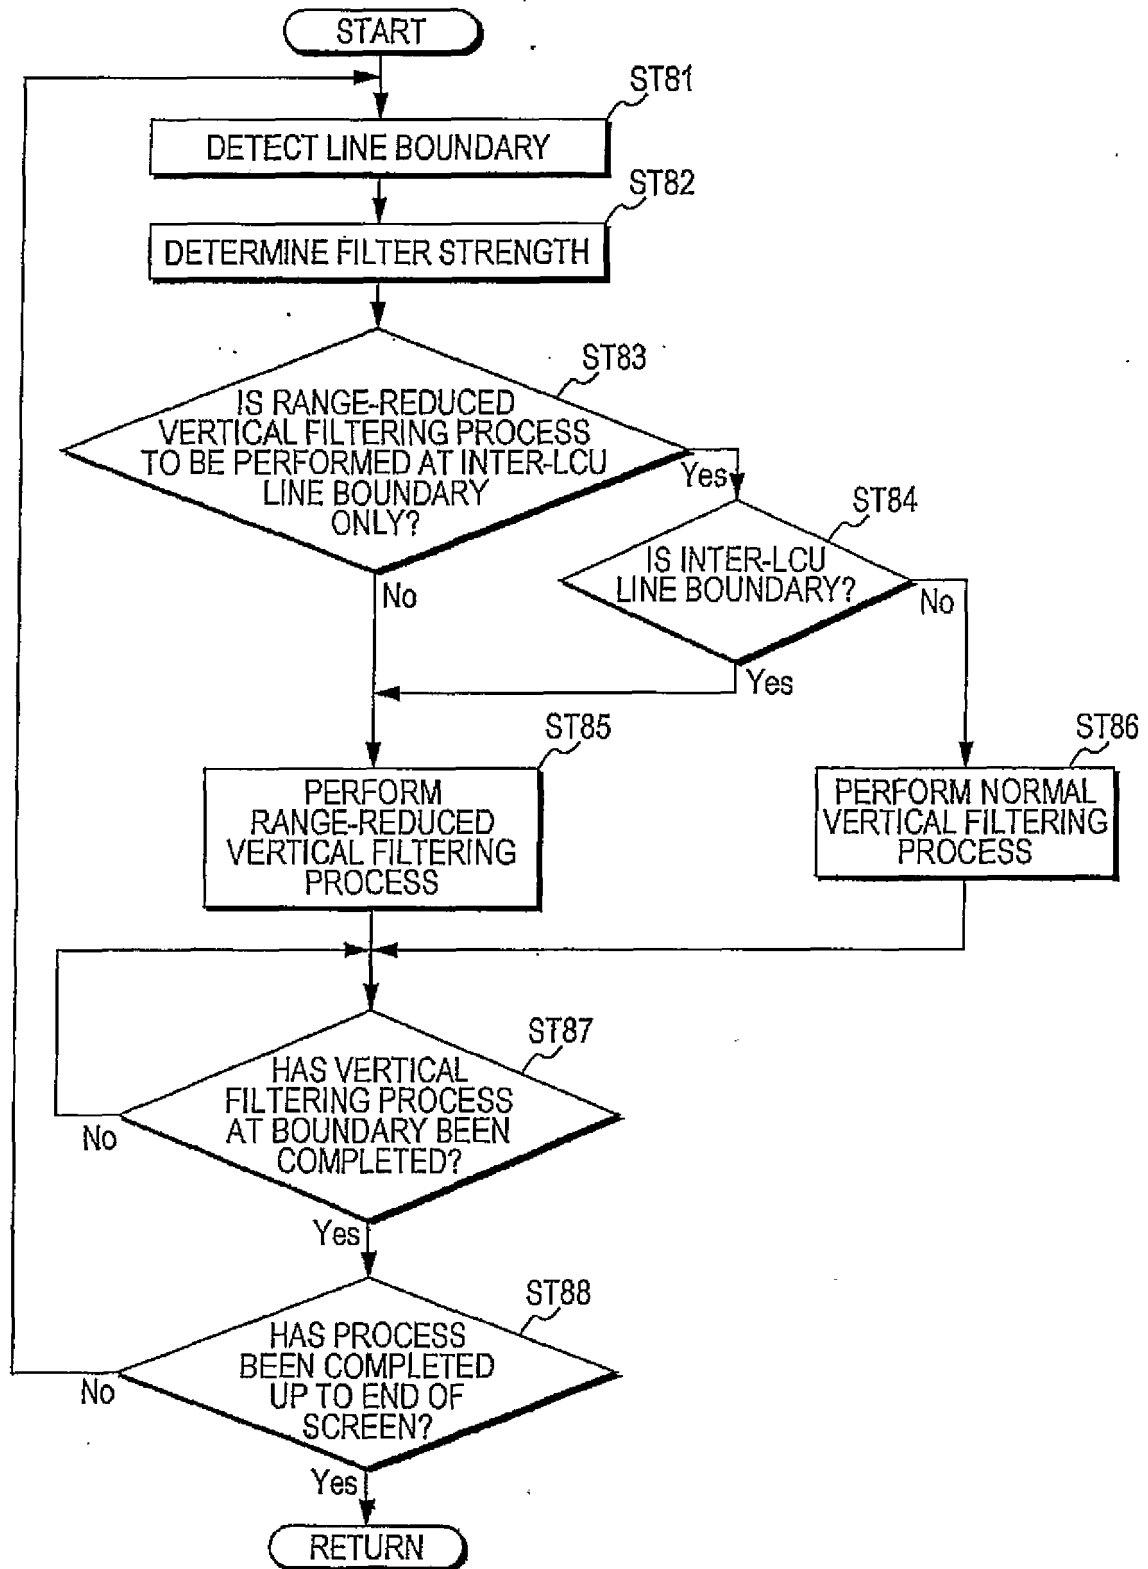 START
ST81
DETECT LINE BOUNDARY
ST82
DETERMINE FILTER STRENGTH
ST83
IS RANGE-REDUCED
VERTICAL FILTERING PROCESS
TO BE PERFORMED AT INTER-LCU
LINE BOUNDARY
ONLY?
Yes
No
ST84
IS INTER-LCU
LINE BOUNDARY?
No
Yes
ST85
PERFORM
RANGE-REDUCED
VERTICAL FILTERING
PROCESS
ST86
PERFORM NORMAL
VERTICAL FILTERING
PROCESS
ST87
HAS VERTICAL
FILTERING PROCESS
AT BOUNDARY BEEN
COMPLETED?
No
Yes
ST88
HAS PROCESS
BEEN COMPLETED
UP TO END OF
SCREEN?
No
Yes
RETURN